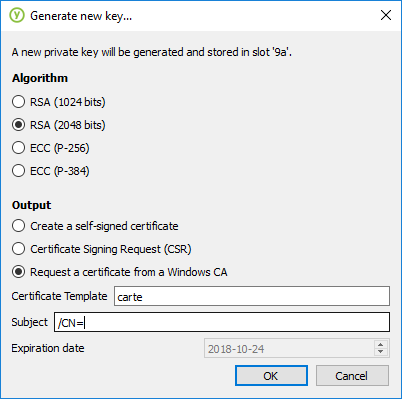 Generate new key...
A new private key will be generated and stored in slot '9a'.
Algorithm
RSA (1024 bits)
RSA (2048 bits)
ECC (P-256)
ECC (P-384)
Output
Create a self-signed certificate
Certificate Signing Request (CSR)
Request a certificate from a Windows CA
Certificate Template carte
Subject /CN=
Expiration date 2018-10-24
OK Cancel